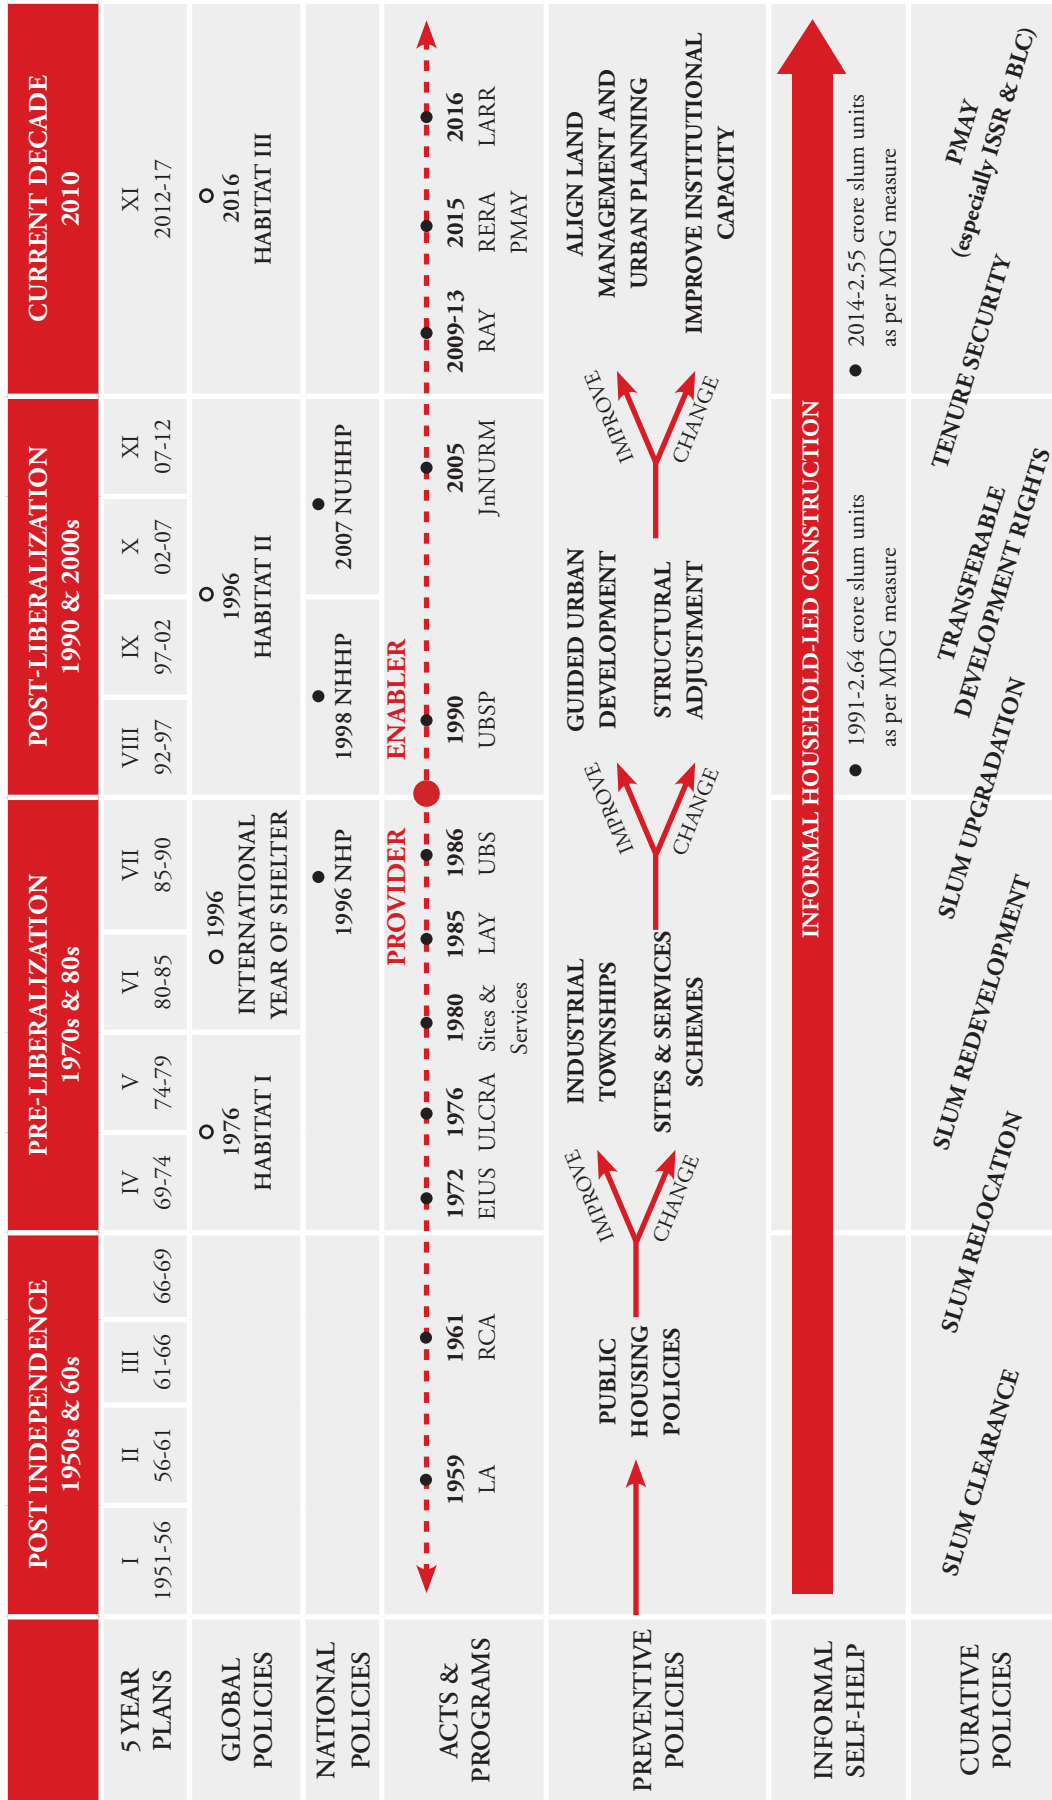 POST INDEPENDENCE
1950s & 60s
PRE-LIBERALIZATION
1970s & 80s
POST-LIBERALIZATION
1990 & 2000s
CURRENT DECADE
2010
5 YEAR
PLANS
I
1951-56
II
56-61
III
61-66
66-69
IV
69-74
V
74-79
VI
80-85
VII
85-90
VIII
92-97
IX
97-02
X
02-07
XI
07-12
XI
2012-17
GLOBAL
POLICIES
1976
HABITAT I
1996
INTERNATIONAL
YEAR OF SHELTER
1996
HABITAT II
2016
HABITAT III
NATIONAL
POLICIES
1996 NHP
1998 NHHP
2007 NUHHP
ACTS &
PROGRAMS
PROVIDER
ENABLER
1959
LA
1961
RCA
1972
EIUS
1976
ULCRA
1980
Sites &
Services
1985
LAY
1986
UBS
1990
UBSP
2005
JnNURM
2009-13
RAY
2015
RERA
PMAY
2016
LARR
PREVENTIVE
POLICIES
PUBLIC
HOUSING
POLICIES
IMPROVE
CHANGE
INDUSTRIAL
TOWNSHIPS
SITES & SERVICES
SCHEMES
IMPROVE
CHANGE
GUIDED URBAN
DEVELOPMENT
STRUCTURAL
ADJUSTMENT
IMPROVE
CHANGE
ALIGN LAND
MANAGEMENT AND
URBAN PLANNING
IMPROVE INSTITUTIONAL
CAPACITY
INFORMAL
SELF-HELP
INFORMAL HOUSEHOLD-LED CONSTRUCTION
1991-2.64 crore slum units
as per MDG measure
2014-2.55 crore slum units
as per MDG measure
CURATIVE
POLICIES
SLUM CLEARANCE
SLUM RELOCATION
SLUM REDEVELOPMENT
SLUM UPGRADATION
TRANSFERABLE
DEVELOPMENT RIGHTS
TENURE SECURITY
PMAY
(especially ISSR & BLC)